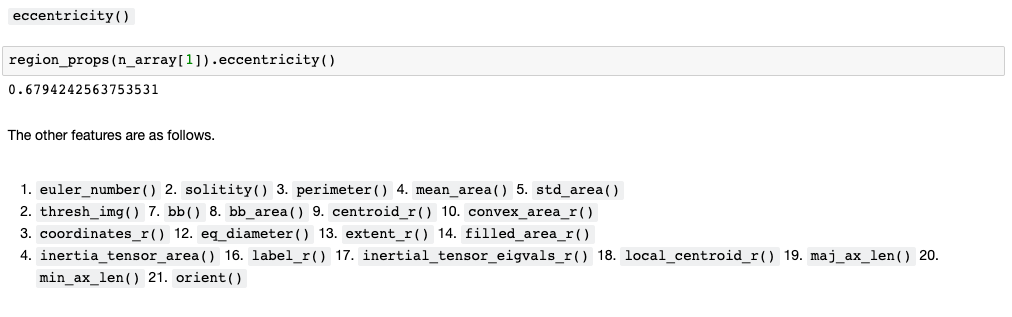 eccentricity()
region_props(n_array[1]).eccentricity()
0.6794242563753531
The other features are as follows.
1. euler_number() 2. solitity() 3. perimeter() 4. mean_area() 5. std_area()
2. thresh_img() 7. bb() 8. bb_area() 9. centroid_r() 10. convex_area_r()
3. coordinates_r() 12. eq_diameter() 13. extent_r() 14. filled_area_r()
4. inertia_tensor_area() 16. label_r() 17. inertial_tensor_eigvals_r() 18. local_centroid_r() 19. maj_ax_len() 20.
min_ax_len() 21. orient()